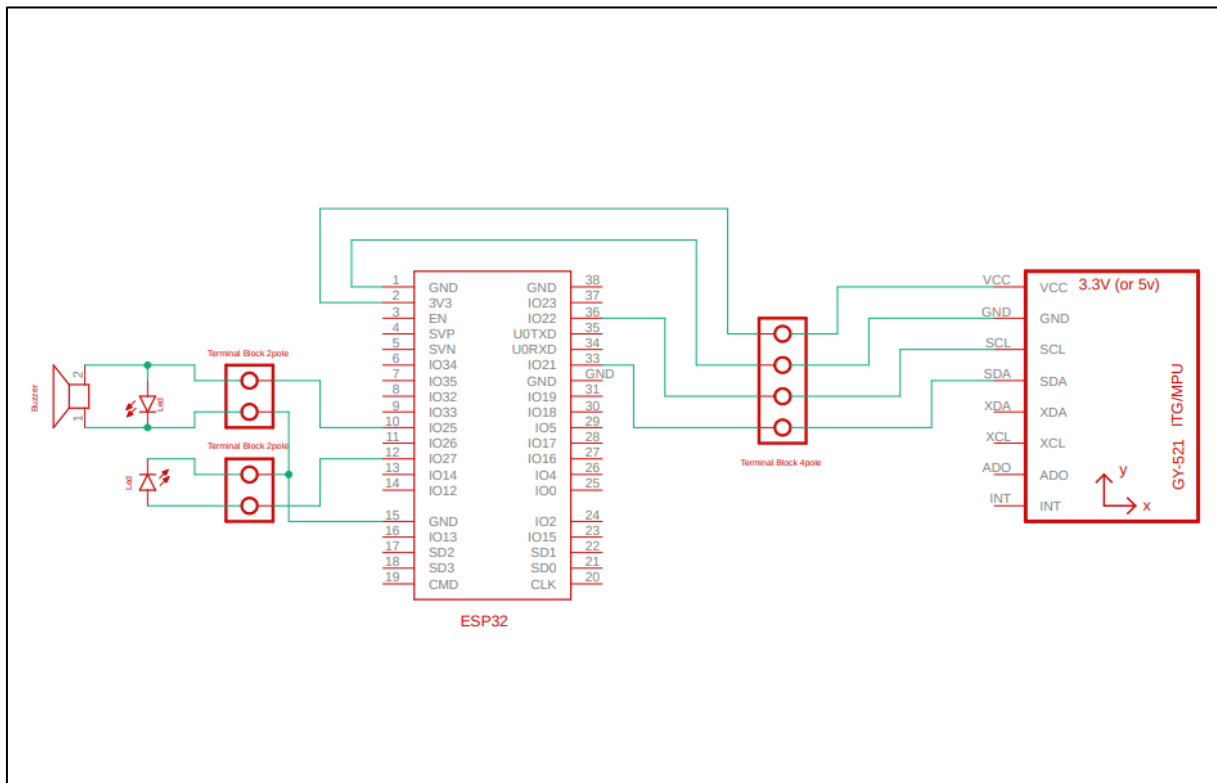 1 GND GND 38
2 3V3 IO23 37
3 EN IO22 36
4 SVP U0TXD 35
5 SVN U0RXD 34
6 IO34 IO21 33
7 IO35 GND GND
8 IO32 IO19 31
9 IO33 IO18 30
10 IO25 IO5 29
11 IO26 IO17 28
12 IO27 IO16 27
13 IO14 IO4 26
14 IO12 IO0 25
15 GND IO2 24
16 IO13 IO15 23
17 SD2 SD1 22
18 SD3 SD0 21
19 CMD CLK 20
ESP32
Buzzer
2
1
Led
Terminal Block 2pole
Terminal Block 2pole
Led
Terminal Block 4pole
VCC VCC 3.3V (or 5v)
GND GND
SCL SCL
SDA SDA
XDA XDA
XCL XCL
ADO ADO
INT INT
y
x
GY-521 ITG/MPU